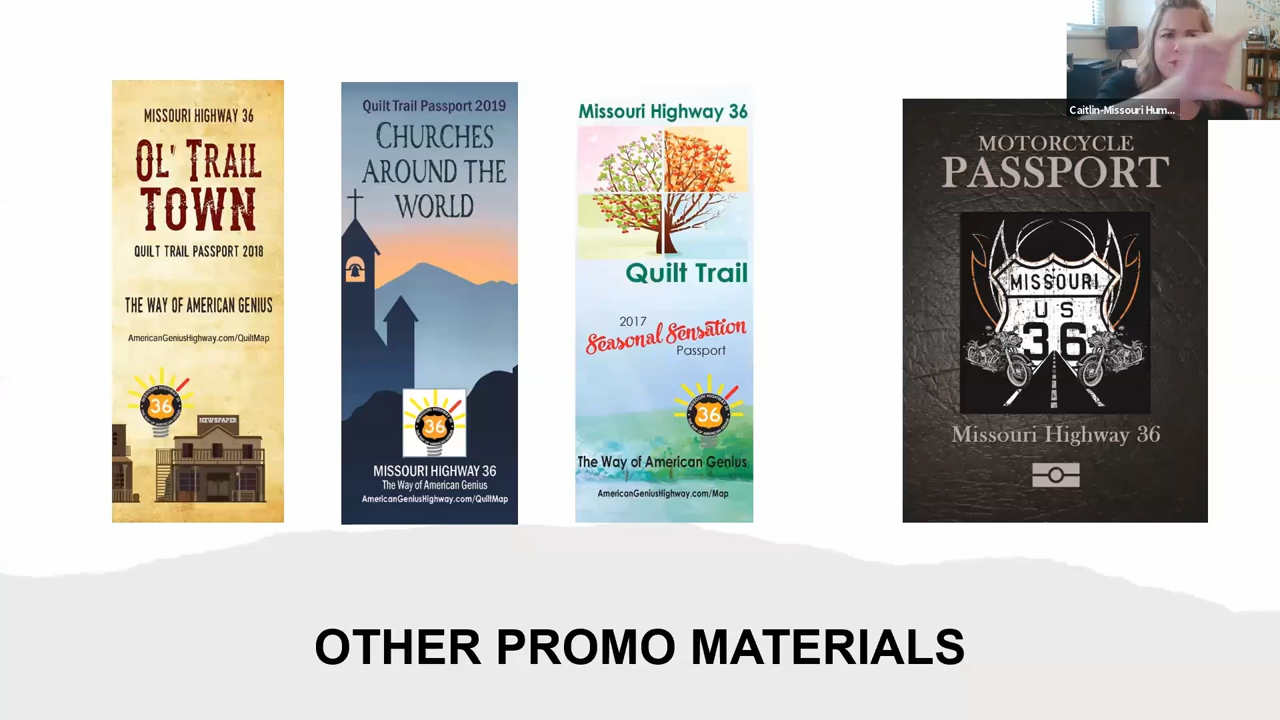 MISSOURI HIGHWAY 36
OL' TRAIL
TOWN
QUILT TRAIL PASSPORT 2018
THE WAY OF AMERICAN GENIUS
AmericanGeniusHighway.com/QuiltMap
36
NEWSPAPER
Quilt Trail Passport 2019
CHURCHES
AROUND THE
WORLD
36
MISSOURI HIGHWAY 36
The Way of American Genius
AmericanGeniusHighway.com/QuiltMap
Missouri Highway 36
Quilt Trail
2017
Seasonal Sensation
Passport
36
The Way of American Genius
AmericanGeniusHighway.com/Map
Caitlin-Missouri Hum...
MOTORCYCLE
PASSPORT
MISSOURI
US
36
Missouri Highway 36
OTHER PROMO MATERIALS